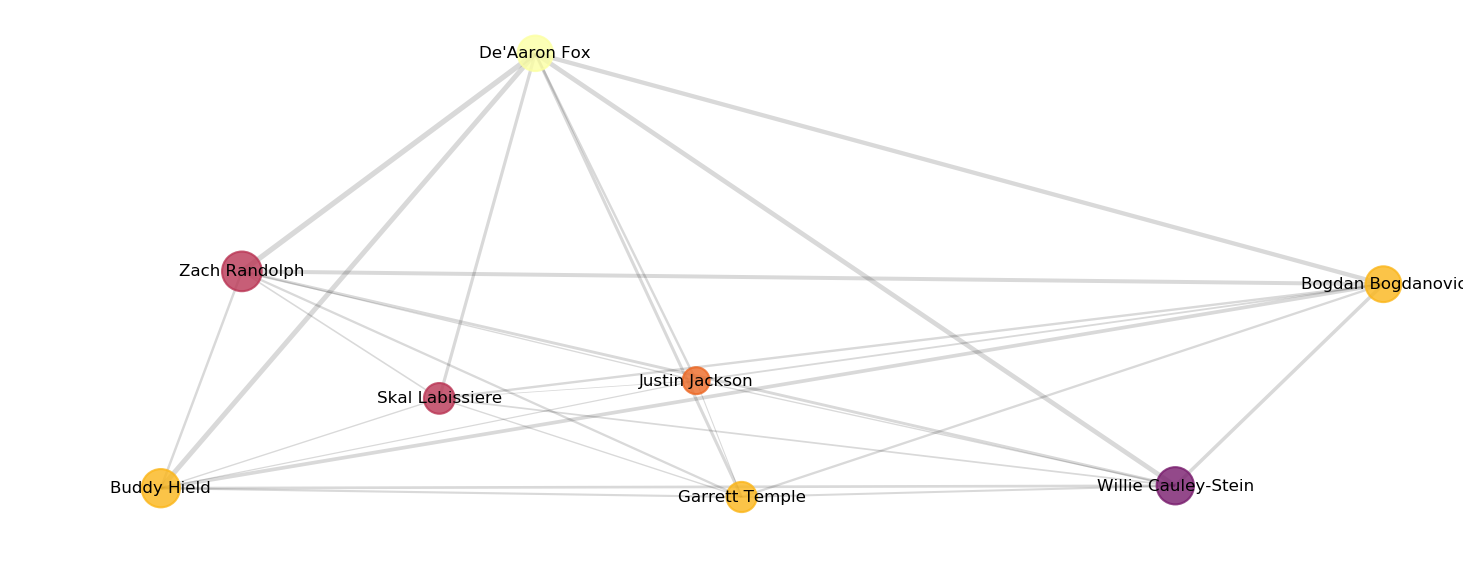 De'Aaron Fox
Zach Randolph
Bogdan Bogdanovic
Justin Jackson
Skal Labissiere
Buddy Hield
Garrett Temple
Willie Cauley-Stein